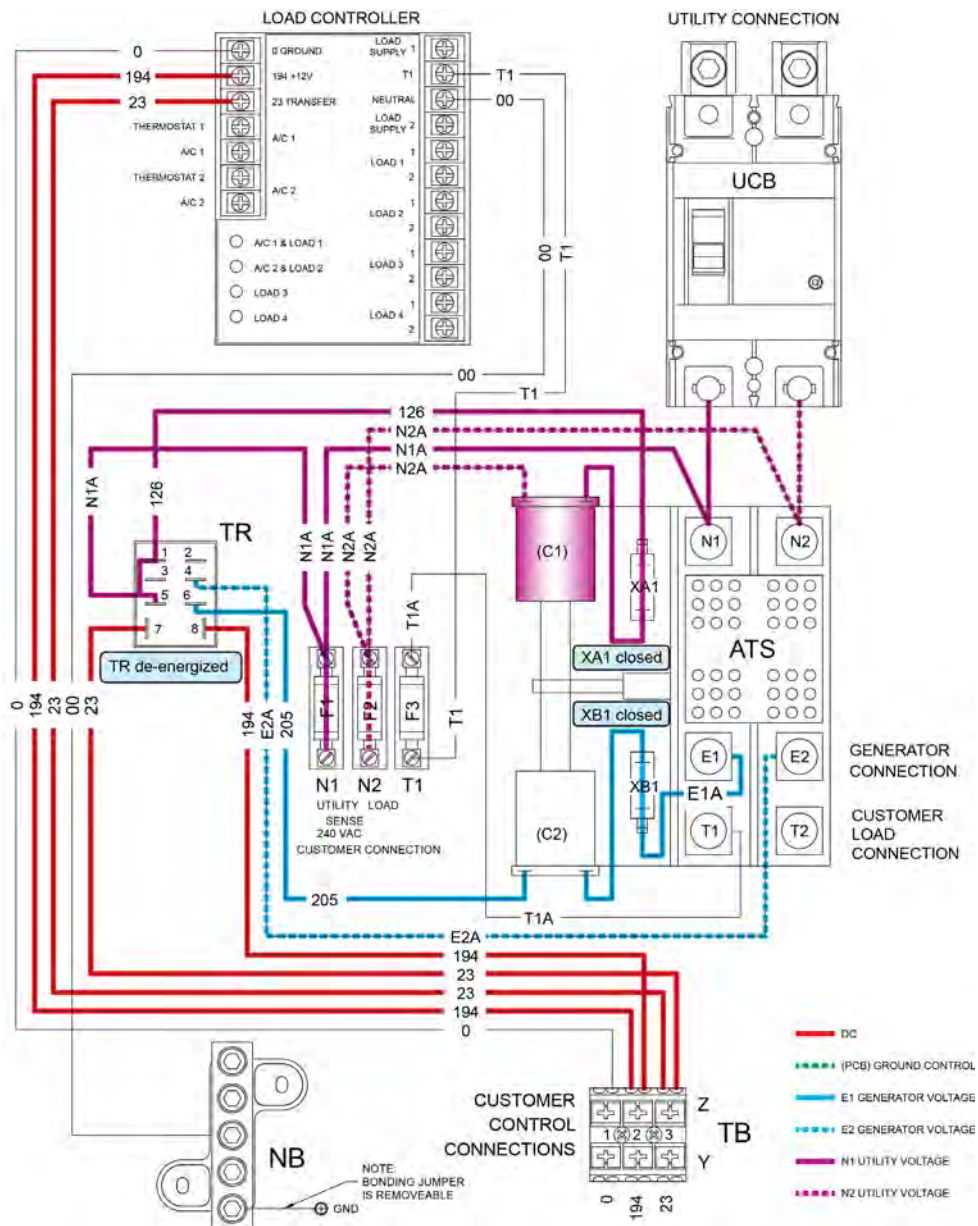 LOAD CONTROLLER
UTILITY CONNECTION
0
194
23
0 GROUND
194 +12V
23 TRANSFER
THERMOSTAT 1
A/C 1
A/C 1
THERMOSTAT 2
A/C 2
A/C 2
A/C 1 & LOAD 1
A/C 2 & LOAD 2
LOAD 3
LOAD 4
LOAD SUPPLY 1
T1
NEUTRAL
LOAD SUPPLY 2
1
LOAD 1
2
1
LOAD 2
2
1
LOAD 3
2
1
LOAD 4
2
T1
00
00
T1
00
T1
UCB
126
N2A
N1A
N2A
N1A
126
TR
1 2
3 4
5 6
7 8
TR de-energized
N1A
N1A
N2A
N2A
T1A
(C1)
XA1
N1
N2
ATS
XA1 closed
XB1 closed
F1
F2
F3
T1
N1 N2 T1
UTILITY LOAD
SENSE
240 VAC
CUSTOMER CONNECTION
0
194
23
00
23
194
E2A
205
(C2)
XB1
E1A
E1
E2
T1
T2
GENERATOR
CONNECTION
CUSTOMER
LOAD
CONNECTION
205
T1A
E2A
194
23
23
194
0
CUSTOMER
CONTROL
CONNECTIONS
1 2 3
Z
TB
Y
0
194
23
NB
NOTE:
BONDING JUMPER
IS REMOVEABLE
GND
DC
(PCB) GROUND CONTROL
E1 GENERATOR VOLTAGE
E2 GENERATOR VOLTAGE
N1 UTILITY VOLTAGE
N2 UTILITY VOLTAGE